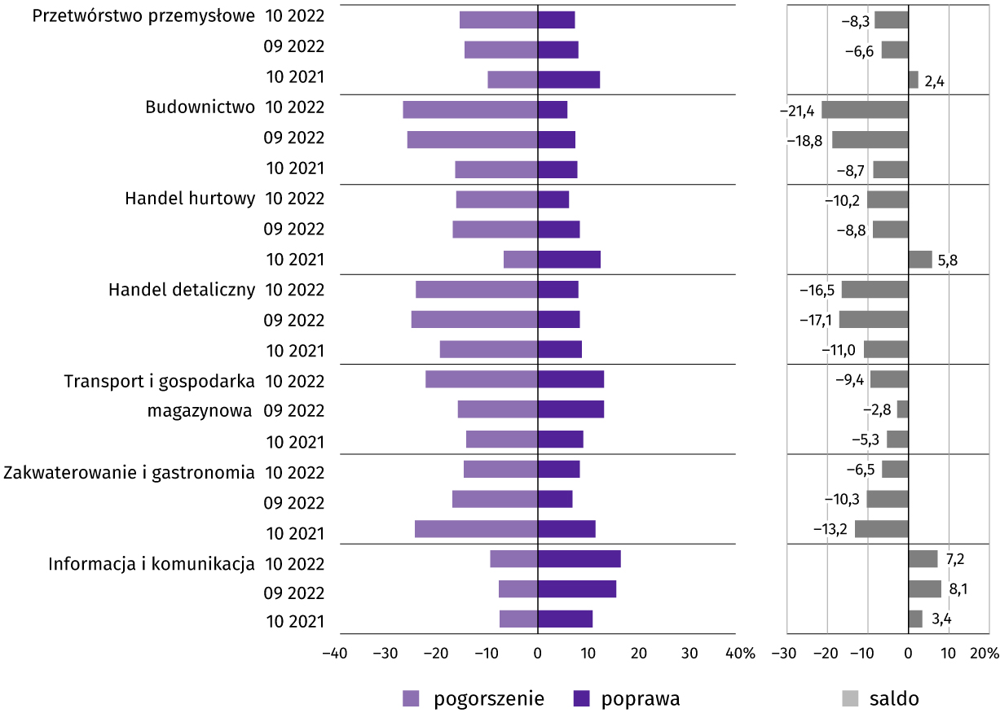 Przetwórstwo przemysłowe 10 2022 −8,3
09 2022 −6,6
10 2021 2,4
Budownictwo 10 2022 −21,4
09 2022 −18,8
10 2021 −8,7
Handel hurtowy 10 2022 −10,2
09 2022 −8,8
10 2021 5,8
Handel detaliczny 10 2022 −16,5
09 2022 −17,1
10 2021 −11,0
Transport i gospodarka 10 2022 −9,4
magazynowa 09 2022 −2,8
10 2021 −5,3
Zakwaterowanie i gastronomia 10 2022 −6,5
09 2022 −10,3
10 2021 −13,2
Informacja i komunikacja 10 2022 7,2
09 2022 8,1
10 2021 3,4
−40 −30 −20 −10 0 10 20 30 40% −30 −20 −10 0 10 20%
pogorszenie poprawa saldo